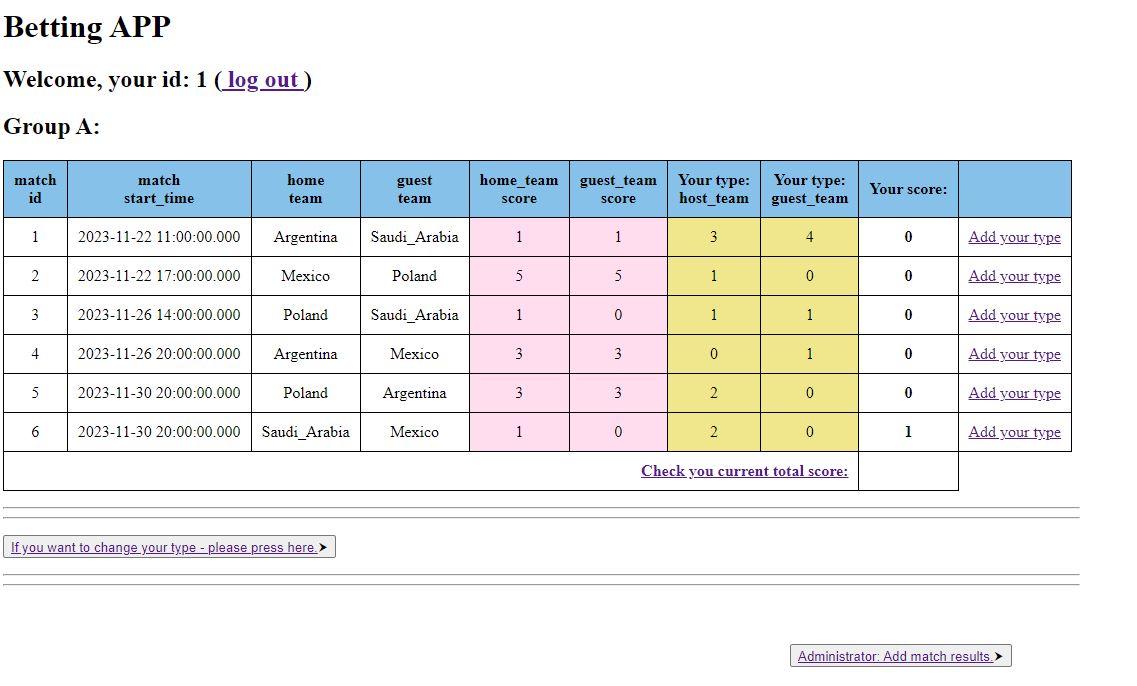 Betting APP
Welcome, your id: 1 ( log out )
Group A:
match id match start_time home team guest team home_team score guest_team score Your type: host_team Your type: guest_team Your score:
1 2023-11-22 11:00:00.000 Argentina Saudi_Arabia 1 1 3 4 0 Add your type
2 2023-11-22 17:00:00.000 Mexico Poland 5 5 1 0 0 Add your type
3 2023-11-26 14:00:00.000 Poland Saudi_Arabia 1 0 1 1 0 Add your type
4 2023-11-26 20:00:00.000 Argentina Mexico 3 3 0 1 0 Add your type
5 2023-11-30 20:00:00.000 Poland Argentina 3 3 2 0 0 Add your type
6 2023-11-30 20:00:00.000 Saudi_Arabia Mexico 1 0 2 0 1 Add your type
Check you current total score:
If you want to change your type - please press here.➤
Administrator: Add match results.➤